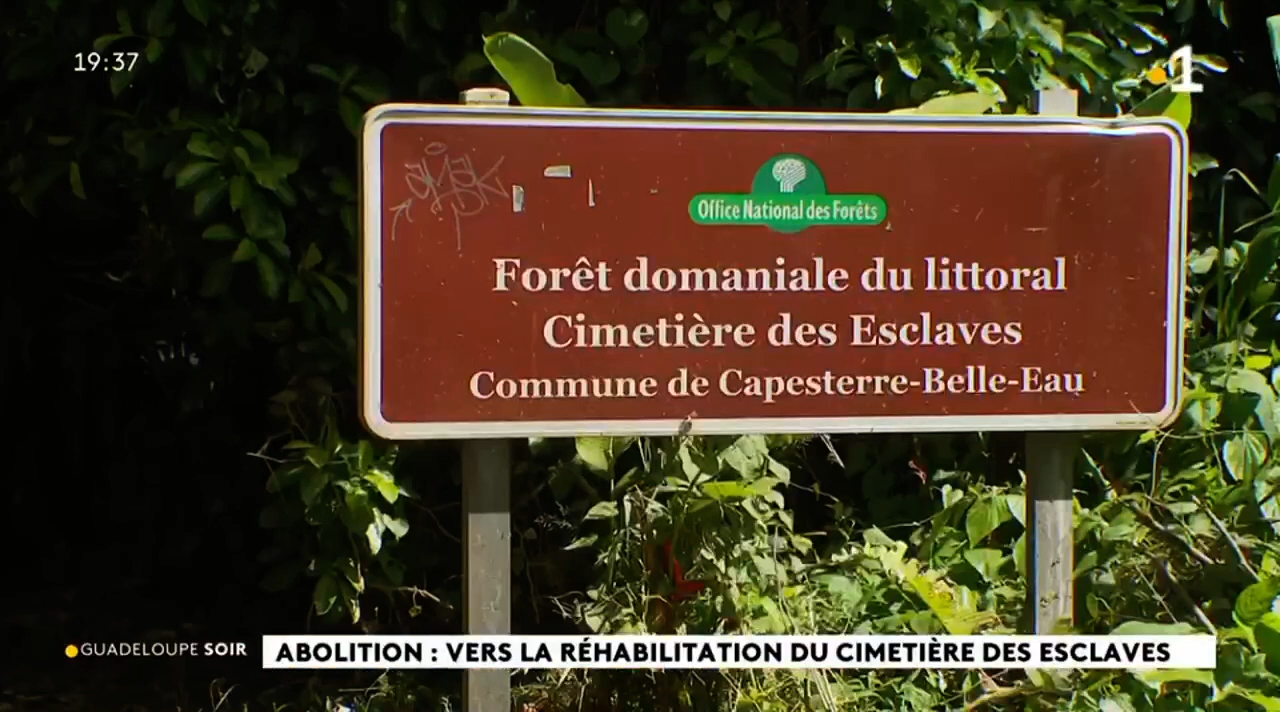 19:37
1
Office National des Forêts
Forêt domaniale du littoral
Cimetière des Esclaves
Commune de Capesterre-Belle-Eau
GUADELOUPE SOIR
ABOLITION : VERS LA RÉHABILITATION DU CIMETIÈRE DES ESCLAVES